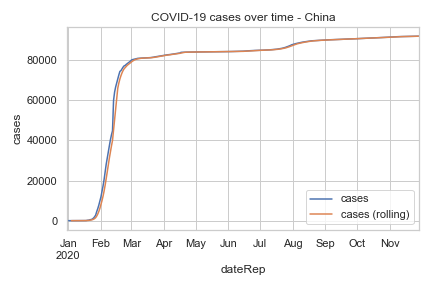 COVID-19 cases over time - China
80000
60000
40000
20000
0
cases
cases
cases (rolling)
Jan Feb Mar Apr May Jun Jul Aug Sep Oct Nov
2020
dateRep